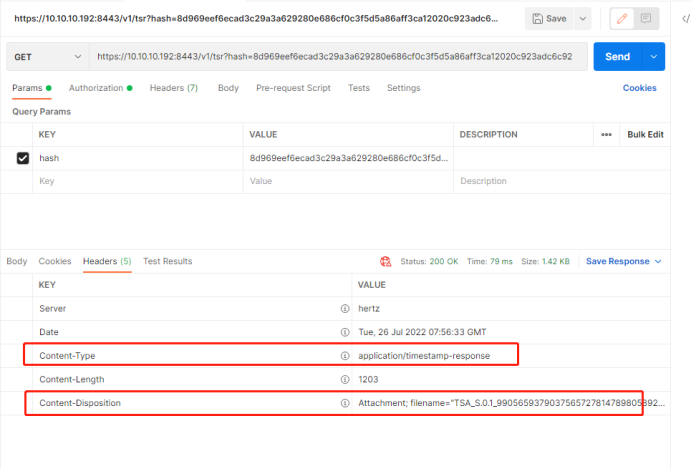 https://10.10.10.192:8443/v1/tsr?hash=8d969eef6ecad3c29a3a629280e686cf0c3f5d5a86aff3ca12020c923adc6...
Save
GET https://10.10.10.192:8443/v1/tsr?hash=8d969eef6ecad3c29a3a629280e686cf0c3f5d5a86aff3ca12020c923adc6c92 Send
Params Authorization Headers (7) Body Pre-request Script Tests Settings Cookies
Query Params
KEY VALUE DESCRIPTION ••• Bulk Edit
hash 8d969eef6ecad3c29a3a629280e686cf0c3f5d...
Key Value Description
Body Cookies Headers (5) Test Results Status: 200 OK Time: 79 ms Size: 1.42 KB Save Response
KEY VALUE
Server hertz
Date Tue, 26 Jul 2022 07:56:33 GMT
Content-Type application/timestamp-response
Content-Length 1203
Content-Disposition Attachment; filename="TSA_S.0.1_99056593790375657278147898053892...